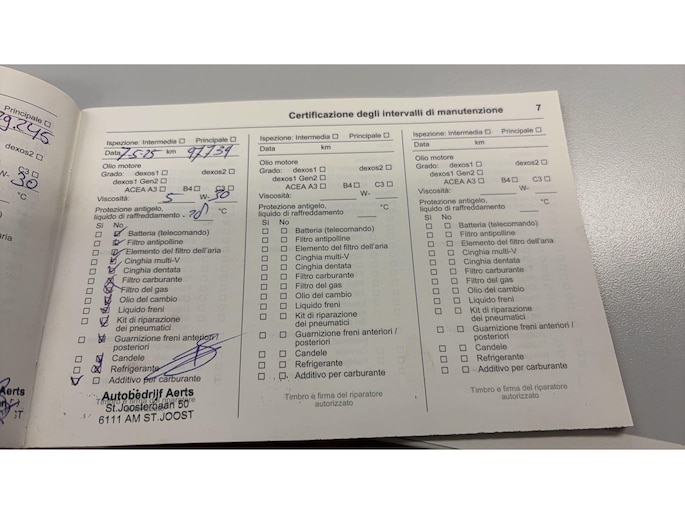 Certificazione degli intervalli di manutenzione 7
Principale
dexos2
C3
30
°C
Ispezione: Intermedia Principale
Data 7525 km 97739
Olio motore
Grado: dexos1 dexos2
dexos1 Gen2
ACEA A3 B4 C3
Viscosità: 5 W- 30
Protezione antigelo,
liquido di raffreddamento °C
Sì No
Batteria (telecomando)
Filtro antipolline
Elemento del filtro dell'aria
Cinghia multi-V
Cinghia dentata
Filtro carburante
Filtro del gas
Olio del cambio
Liquido freni
Kit di riparazione
dei pneumatici
Guarnizione freni anteriori /
posteriori
Candele
Refrigerante
Additivo per carburante
Timbro e firma del riparatore
Autobedrijf Aerts
St.Joosterlaan 50
6111 AM ST.JOOST
Ispezione: Intermedia Principale
Data km
Olio motore
Grado: dexos1 dexos2
dexos1 Gen2
ACEA A3 B4 C3
Viscosità: W-
Protezione antigelo,
liquido di raffreddamento °C
Sì No
Batteria (telecomando)
Filtro antipolline
Elemento del filtro dell'aria
Cinghia multi-V
Cinghia dentata
Filtro carburante
Filtro del gas
Olio del cambio
Liquido freni
Kit di riparazione
dei pneumatici
Guarnizione freni anteriori /
posteriori
Candele
Refrigerante
Additivo per carburante
Timbro e firma del riparatore
autorizzato
Ispezione: Intermedia Principale
Data km
Olio motore
Grado: dexos1 dexos2
dexos1 Gen2
ACEA A3 B4 C3
Viscosità: W-
Protezione antigelo,
liquido di raffreddamento °C
Sì No
Batteria (telecomando)
Filtro antipolline
Elemento del filtro dell'aria
Cinghia multi-V
Cinghia dentata
Filtro carburante
Filtro del gas
Olio del cambio
Liquido freni
Kit di riparazione
dei pneumatici
Guarnizione freni anteriori /
posteriori
Candele
Refrigerante
Additivo per carburante
Timbro e firma del riparatore
autorizzato